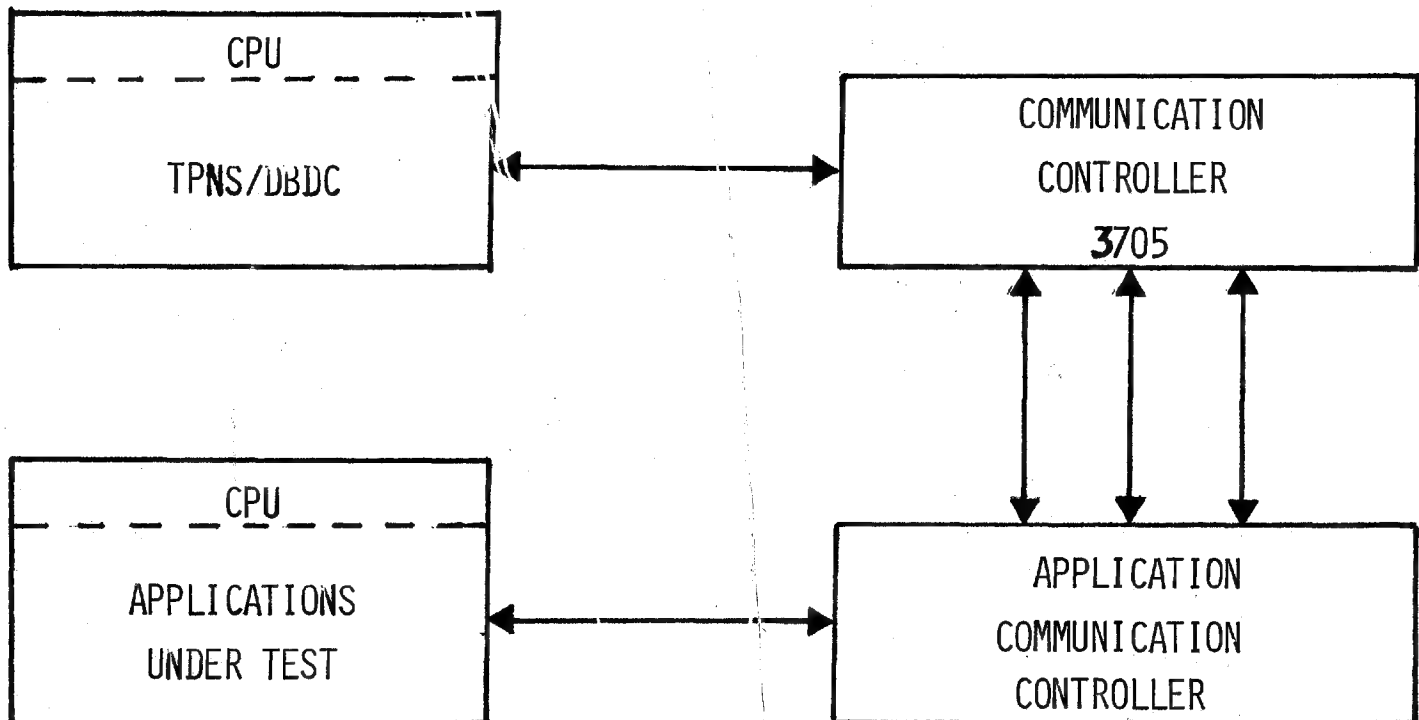 CPU
TPNS/DBDC
COMMUNICATION
CONTROLLER
3705
CPU
APPLICATIONS
UNDER TEST
APPLICATION
COMMUNICATION
CONTROLLER